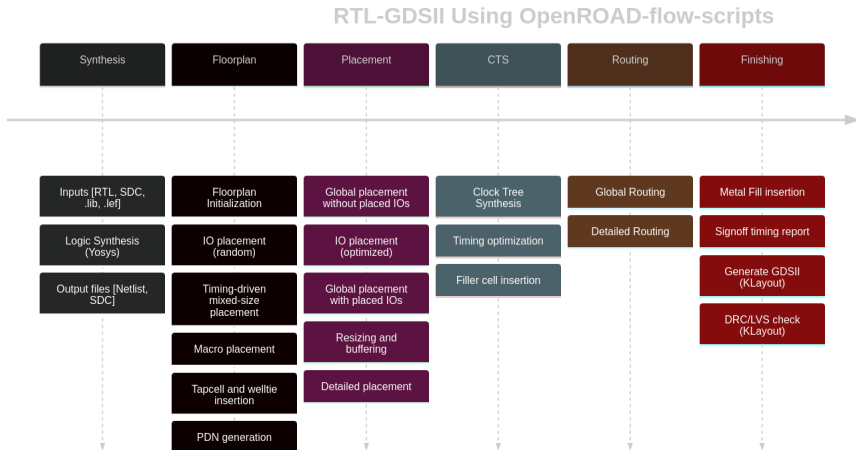 RTL-GDSII Using OpenROAD-flow-scripts
Synthesis
Floorplan
Placement
CTS
Routing
Finishing
Inputs [RTL, SDC,
.lib, .lef]
Logic Synthesis
(Yosys)
Output files [Netlist,
SDC]
Floorplan
Initialization
IO placement
(random)
Timing-driven
mixed-size
placement
Macro placement
Tapcell and welltie
insertion
PDN generation
Global placement
without placed IOs
IO placement
(optimized)
Global placement
with placed IOs
Resizing and
buffering
Detailed placement
Clock Tree
Synthesis
Timing optimization
Filler cell insertion
Global Routing
Detailed Routing
Metal Fill insertion
Signoff timing report
Generate GDSII
(KLayout)
DRC/LVS check
(KLayout)